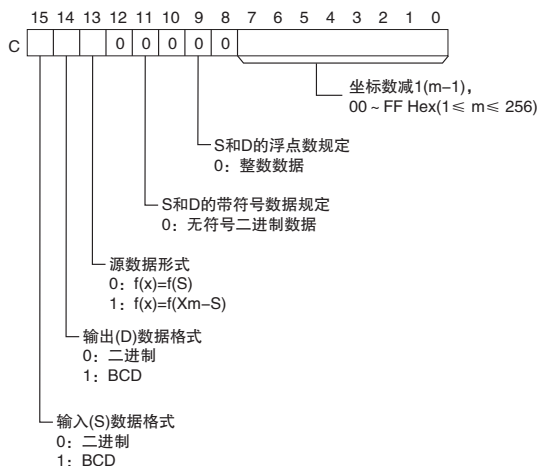 15 14 13 12 11 10 9 8 7 6 5 4 3 2 1 0
C 0 0 0 0 0
坐标数减1(m−1)，
00 ~ FF Hex(1≤ m≤ 256)
S和D的浮点数规定
0：整数数据
S和D的带符号数据规定
0：无符号二进制数据
源数据形式
0：f(x)=f(S)
1：f(x)=f(Xm−S)
输出(D)数据格式
0：二进制
1：BCD
输入(S)数据格式
0：二进制
1：BCD